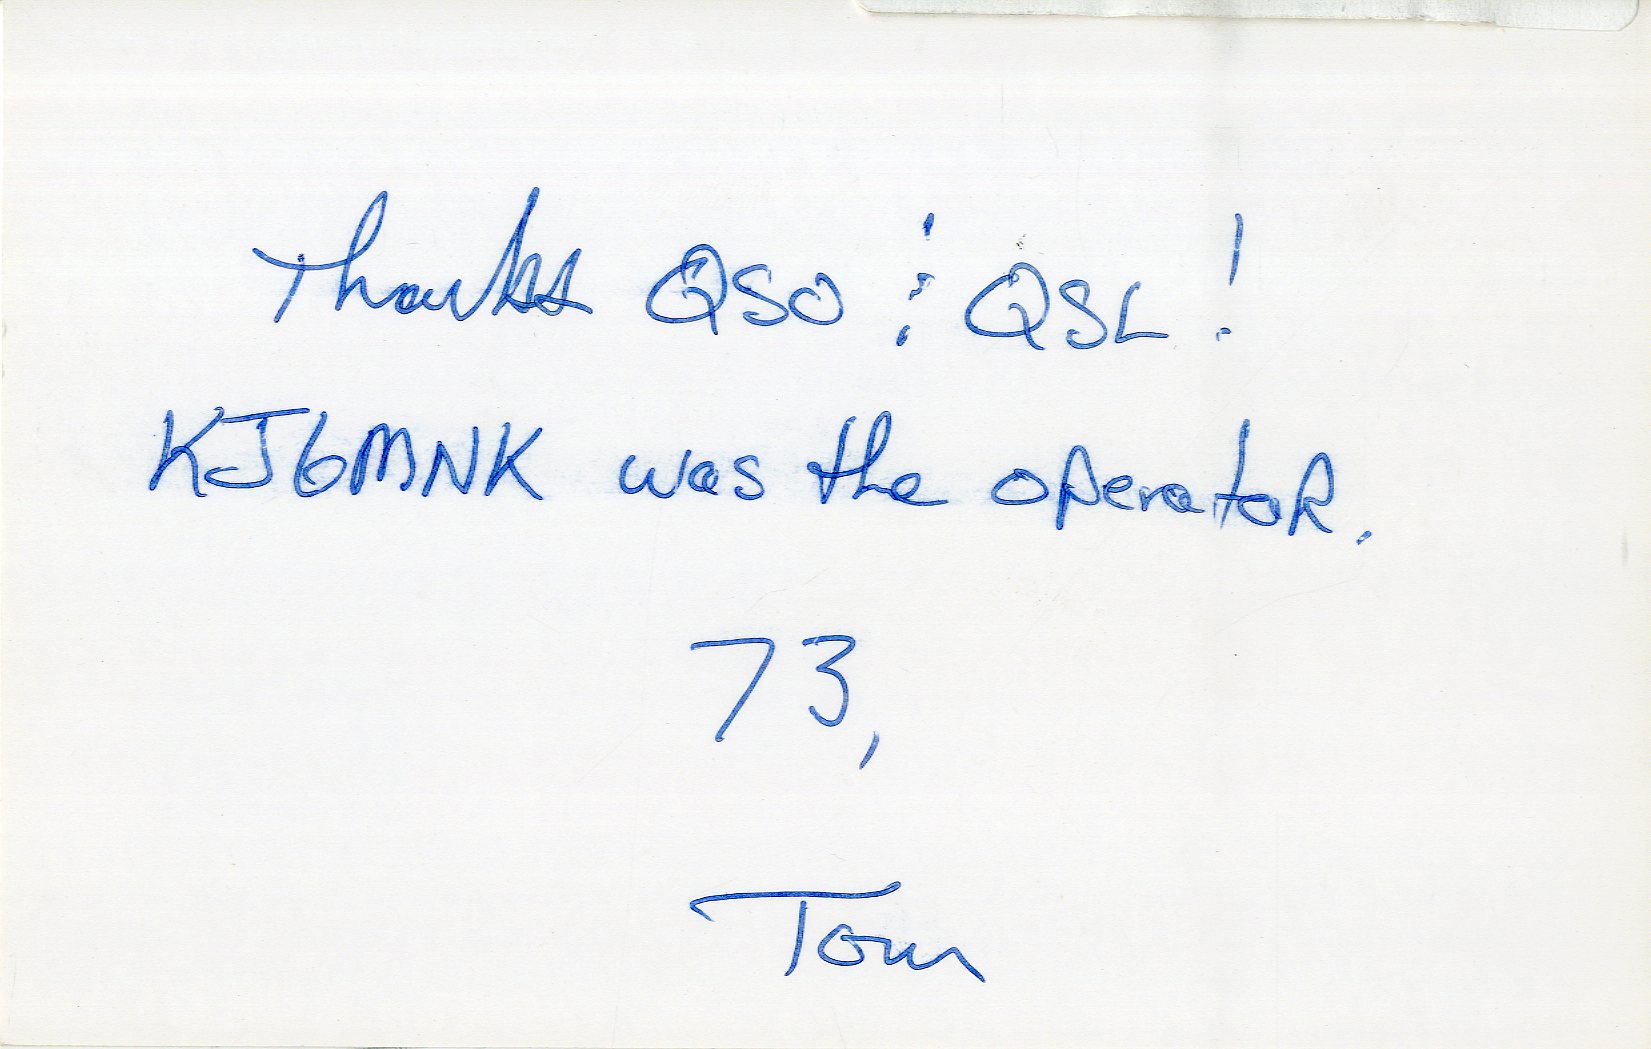 Thanks QSO & QSL!
KJ6MNK was the operator.
73,
Tom